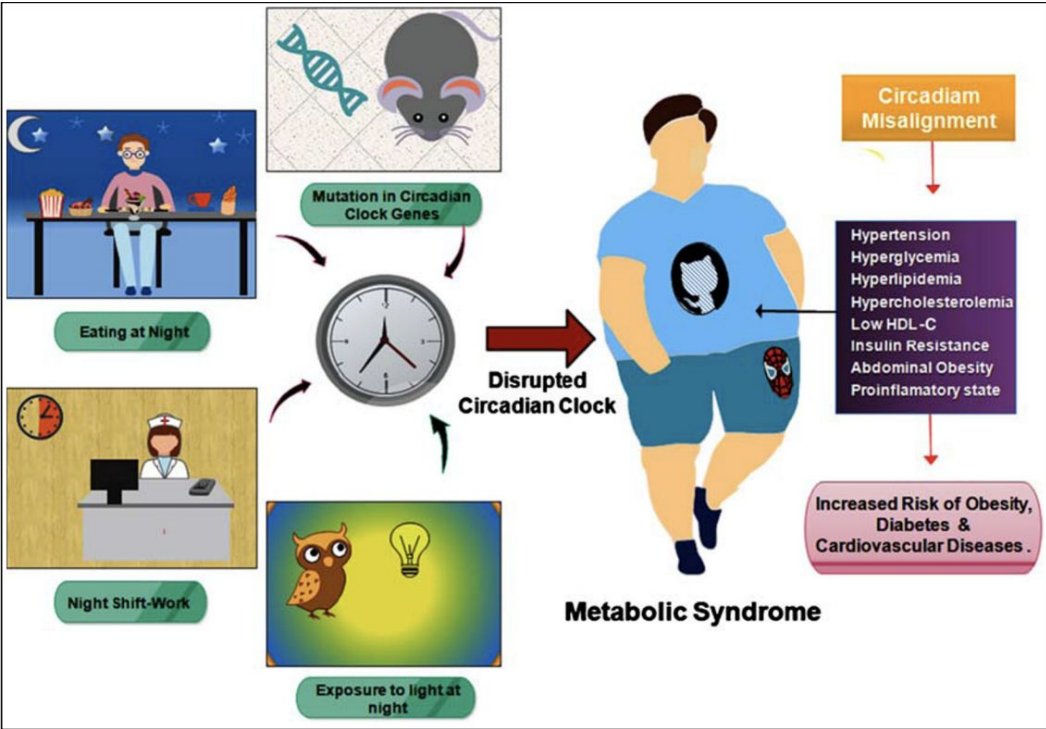 Mutation in Circadian
Clock Genes
Eating at Night
Night Shift-Work
Exposure to light at
night
Disrupted
Circadian Clock
Metabolic Syndrome
Circadiam
Misalignment
Hypertension
Hyperglycemia
Hyperlipidemia
Hypercholesterolemia
Low HDL-C
Insulin Resistance
Abdominal Obesity
Proinflamatory state
Increased Risk of Obesity,
Diabetes &
Cardiovascular Diseases .